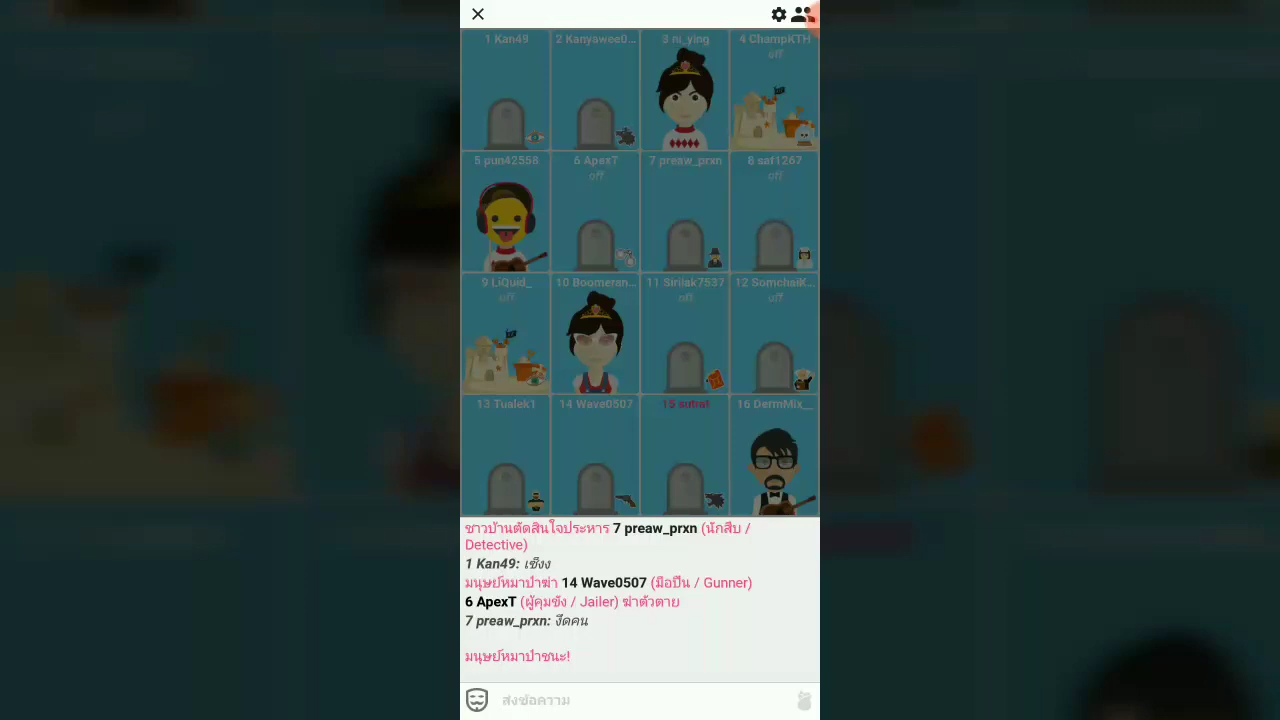 1 Kan49
2 Kanyawee0...
3 ni_ying
4 ChampKTH
off
5 pun42558
6 ApexT
off
7 preaw_prxn
8 saf1267
off
9 LiQuid_
off
10 Boomeran...
11 Sirilak7537
off
12 SomchaiX...
off
13 Tualek1
14 Wave0507
15 sutrat
16 DermMix__
ชาวบ้านตัดสินใจประหาร 7 preaw_prxn (นักสืบ /
Detective)
1 Kan49: เซ็งง
มนุษย์หมาป่าฆ่า 14 Wave0507 (มือปืน / Gunner)
6 ApexT (ผู้คุมขัง / Jailer) ฆ่าตัวตาย
7 preaw_prxn: งืดคน
มนุษย์หมาป่าชนะ!
ส่งข้อความ